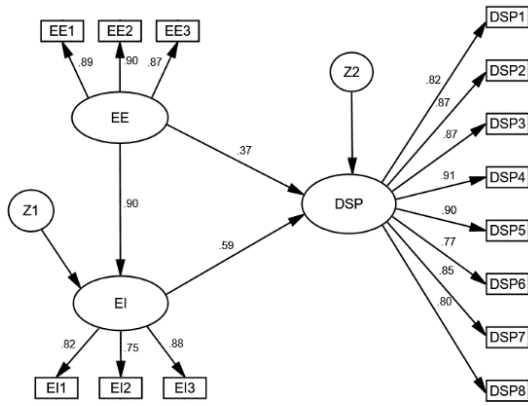 EE1 EE2 EE3 DSP1
.89 .90 .87
Z2 DSP2
.82
.87
EE DSP3
.87
.37
.91 DSP4
.90 DSP
Z1 .90 DSP5
.59 .77
.85 DSP6
.80
EI
DSP7
.82 .75 .88
EI1 EI2 EI3 DSP8